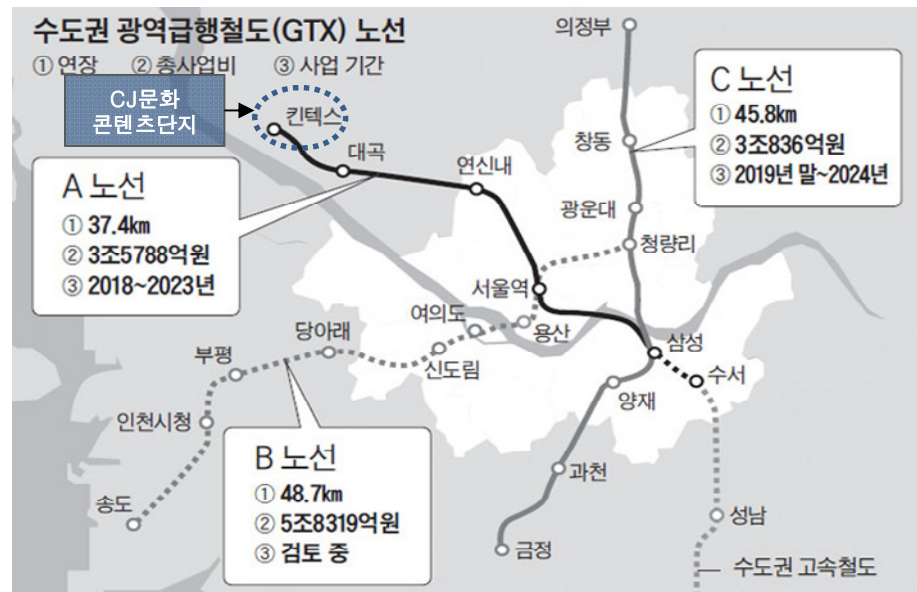 수도권 광역급행철도(GTX) 노선
① 연장 ② 총사업비 ③ 사업 기간
CJ문화
콘텐츠단지
킨텍스
대곡
연신내
A 노선
① 37.4㎞
② 3조5788억원
③ 2018~2023년
의정부
창동
광운대
청량리
C 노선
① 45.8㎞
② 3조836억원
③ 2019년 말~2024년
서울역
여의도
용산
신도림
당아래
부평
인천시청
송도
삼성
수서
양재
과천
금정
성남
B 노선
① 48.7㎞
② 5조8319억원
③ 검토 중
수도권 고속철도